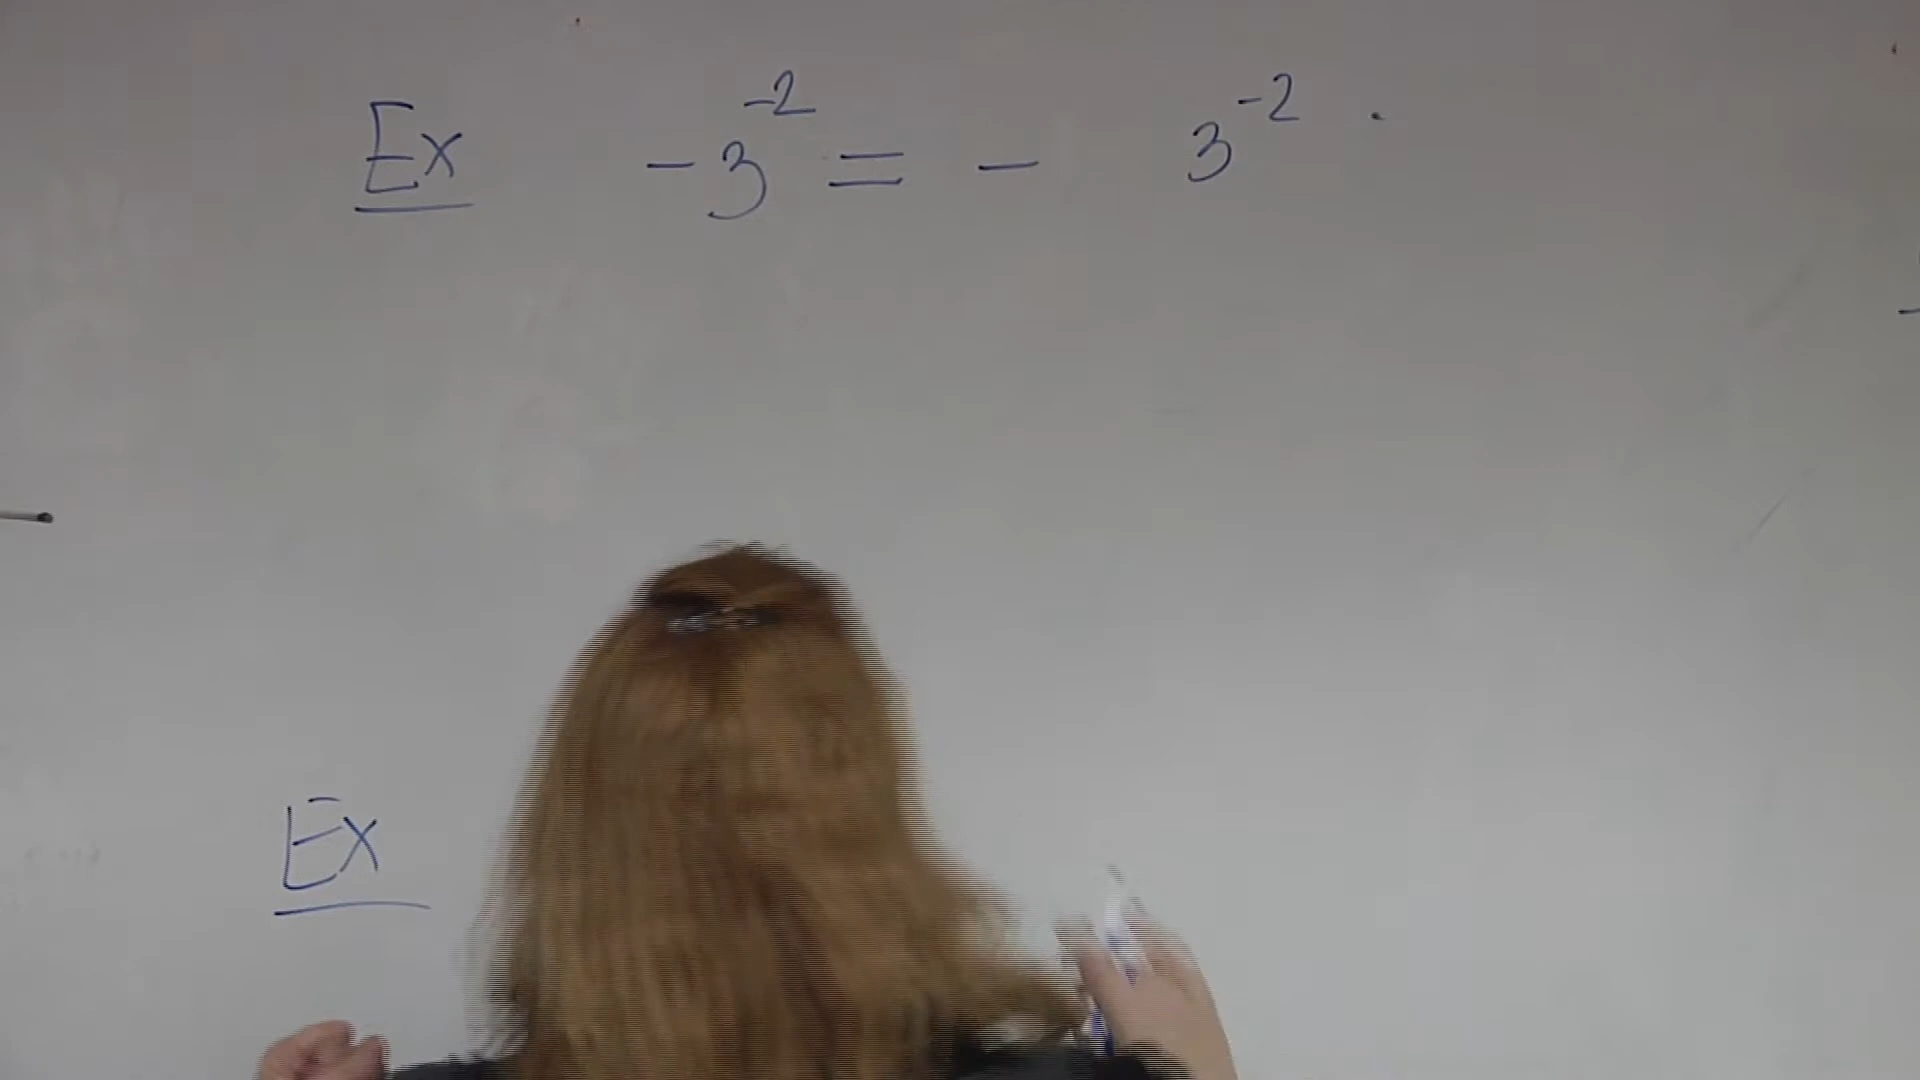 Ex -3⁻² = - 3⁻² .
Ex